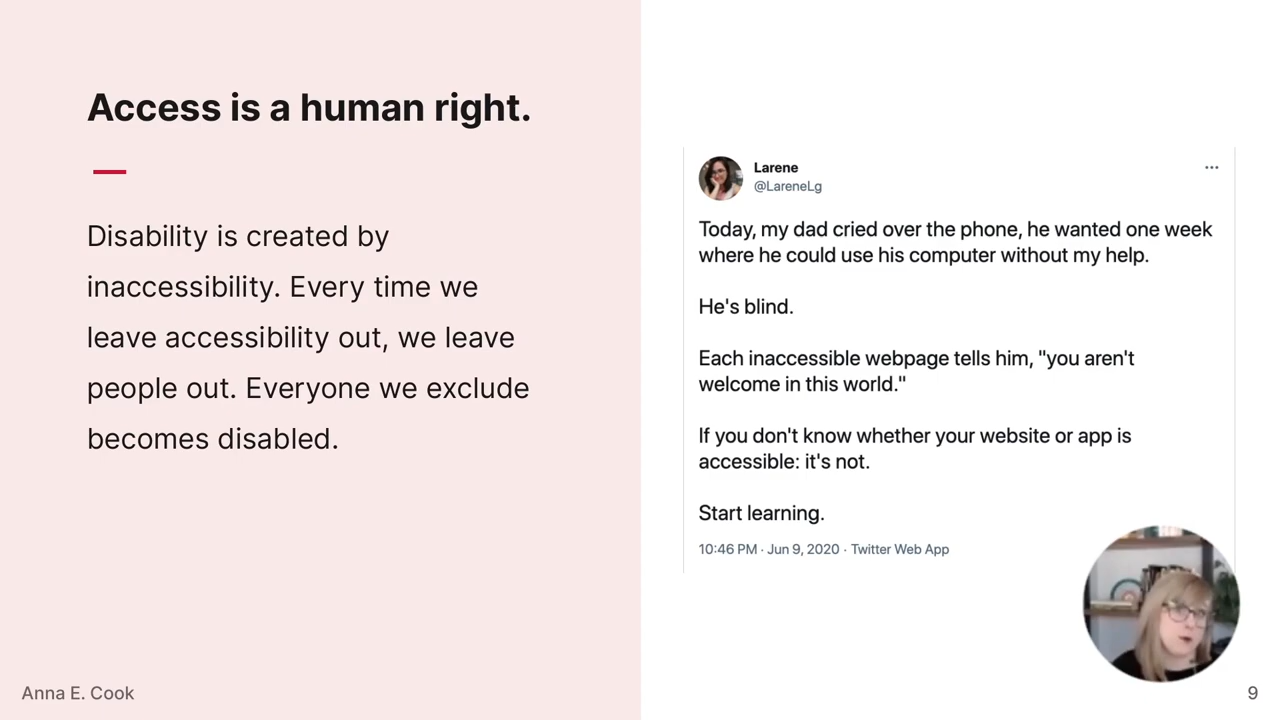 Access is a human right.
Disability is created by
inaccessibility. Every time we
leave accessibility out, we leave
people out. Everyone we exclude
becomes disabled.
Larene
@LareneLg
Today, my dad cried over the phone, he wanted one week
where he could use his computer without my help.
He's blind.
Each inaccessible webpage tells him, "you aren't
welcome in this world."
If you don't know whether your website or app is
accessible: it's not.
Start learning.
10:46 PM · Jun 9, 2020 · Twitter Web App
Anna E. Cook
9